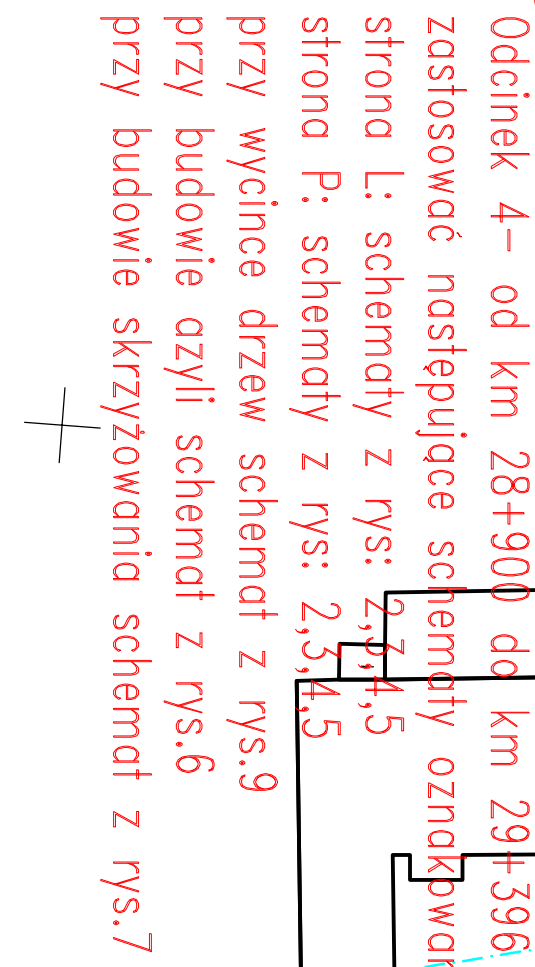 Odcinek 4- od km 28+900 do km 29+396
zastosować następujące schematy oznakowan
strona L: schematy z rys: 2,3,4,5
strona P: schematy z rys: 2,3,4,5
przy wycince drzew schemat z rys.9
przy budowie azyli schemat z rys.6
przy budowie skrzyżowania schemat z rys.7